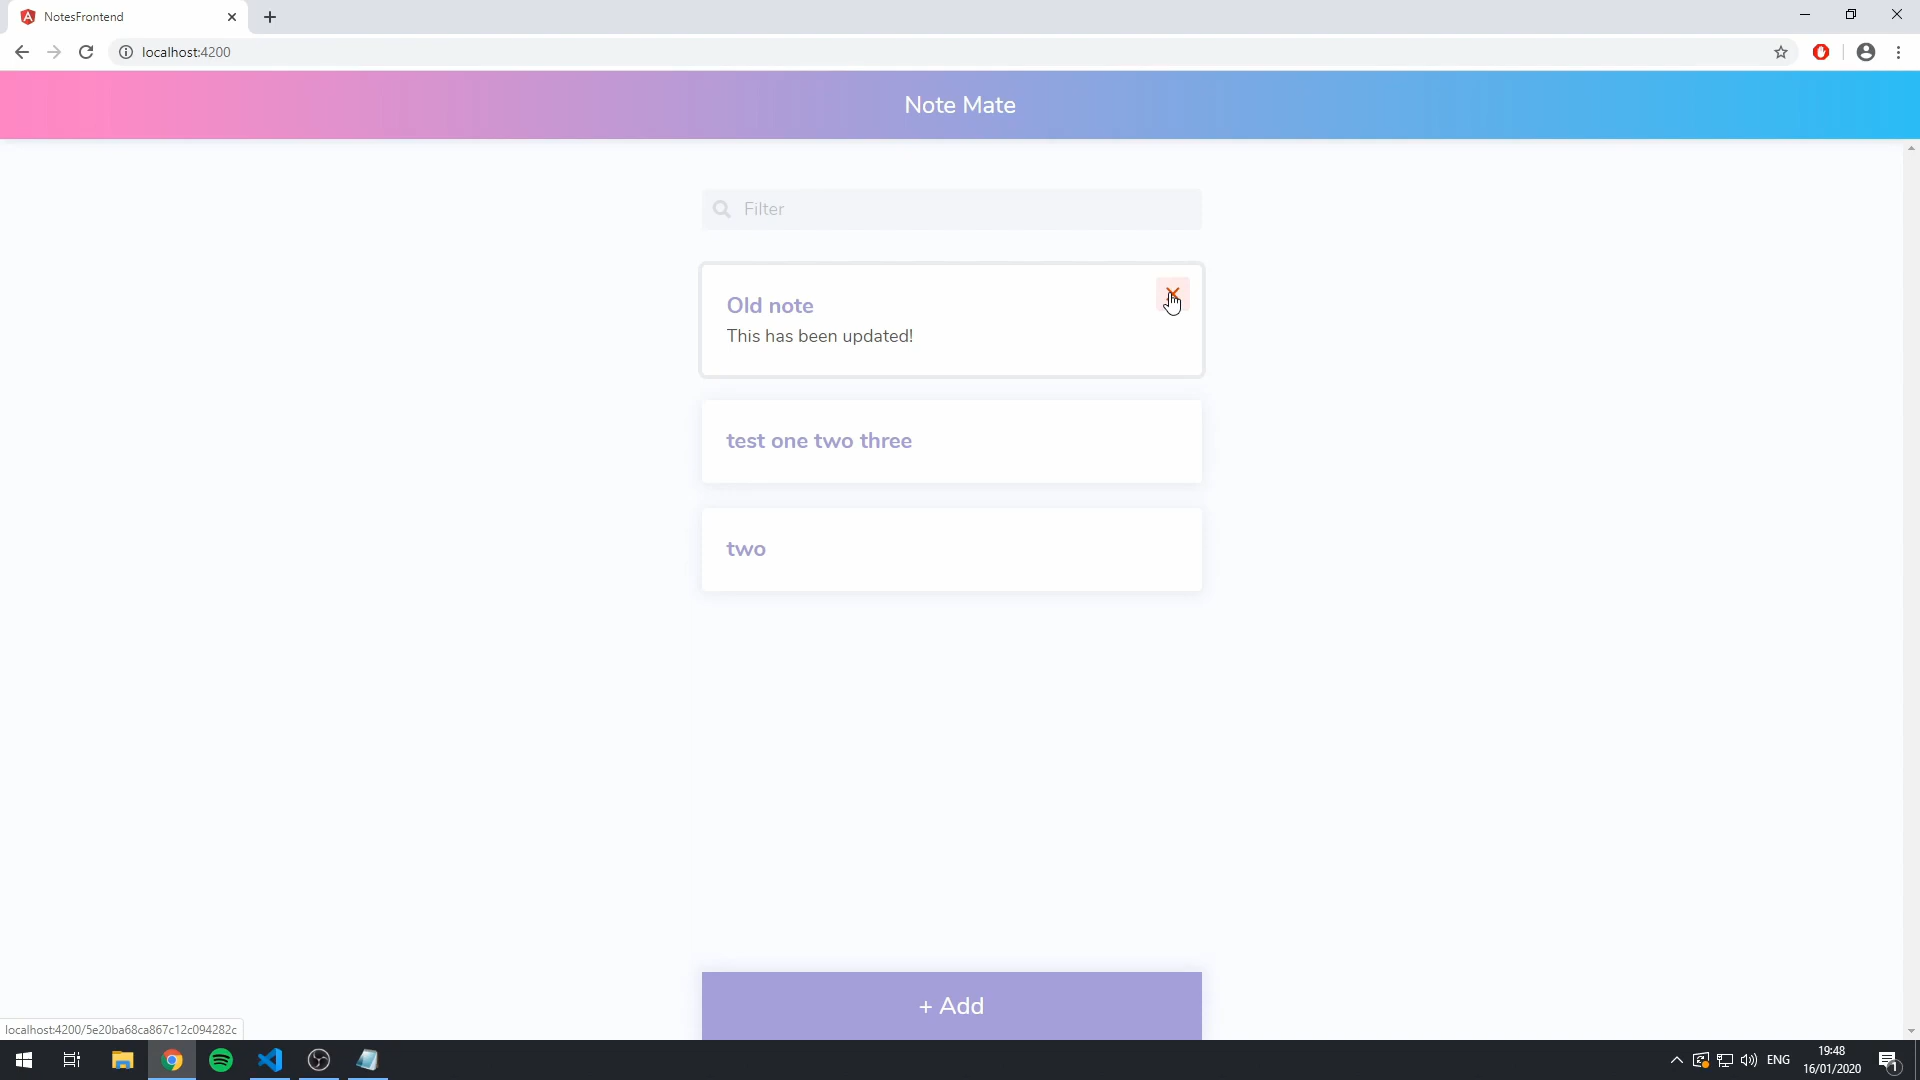 NotesFrontend
localhost:4200
Note Mate
Filter
Old note
This has been updated!
test one two three
two
+ Add
localhost:4200/5e20ba68ca867c12c094282c
ENG
19:48
16/01/2020
1